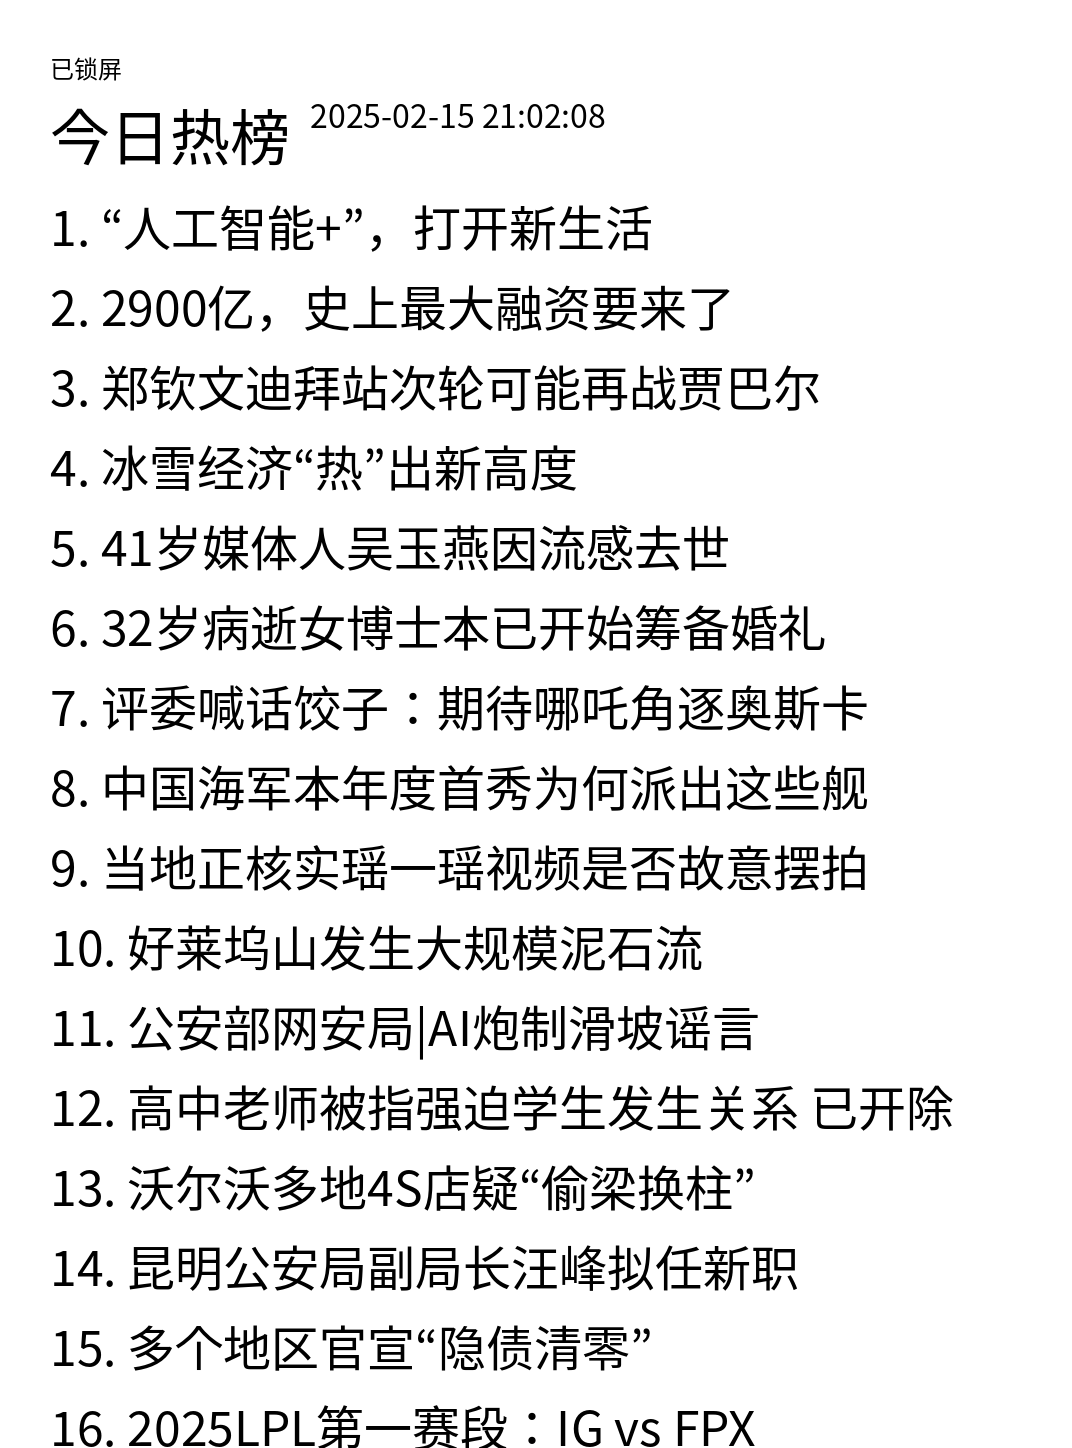 已锁屏
今日热榜 2025-02-15 21:02:08
1. “人工智能+”，打开新生活
2. 2900亿，史上最大融资要来了
3. 郑钦文迪拜站次轮可能再战贾巴尔
4. 冰雪经济“热”出新高度
5. 41岁媒体人吴玉燕因流感去世
6. 32岁病逝女博士本已开始筹备婚礼
7. 评委喊话饺子：期待哪吒角逐奥斯卡
8. 中国海军本年度首秀为何派出这些舰
9. 当地正核实瑶一瑶视频是否故意摆拍
10. 好莱坞山发生大规模泥石流
11. 公安部网安局|AI炮制滑坡谣言
12. 高中老师被指强迫学生发生关系 已开除
13. 沃尔沃多地4S店疑“偷梁换柱”
14. 昆明公安局副局长汪峰拟任新职
15. 多个地区官宣“隐债清零”
16. 2025LPL第一赛段：IG vs FPX